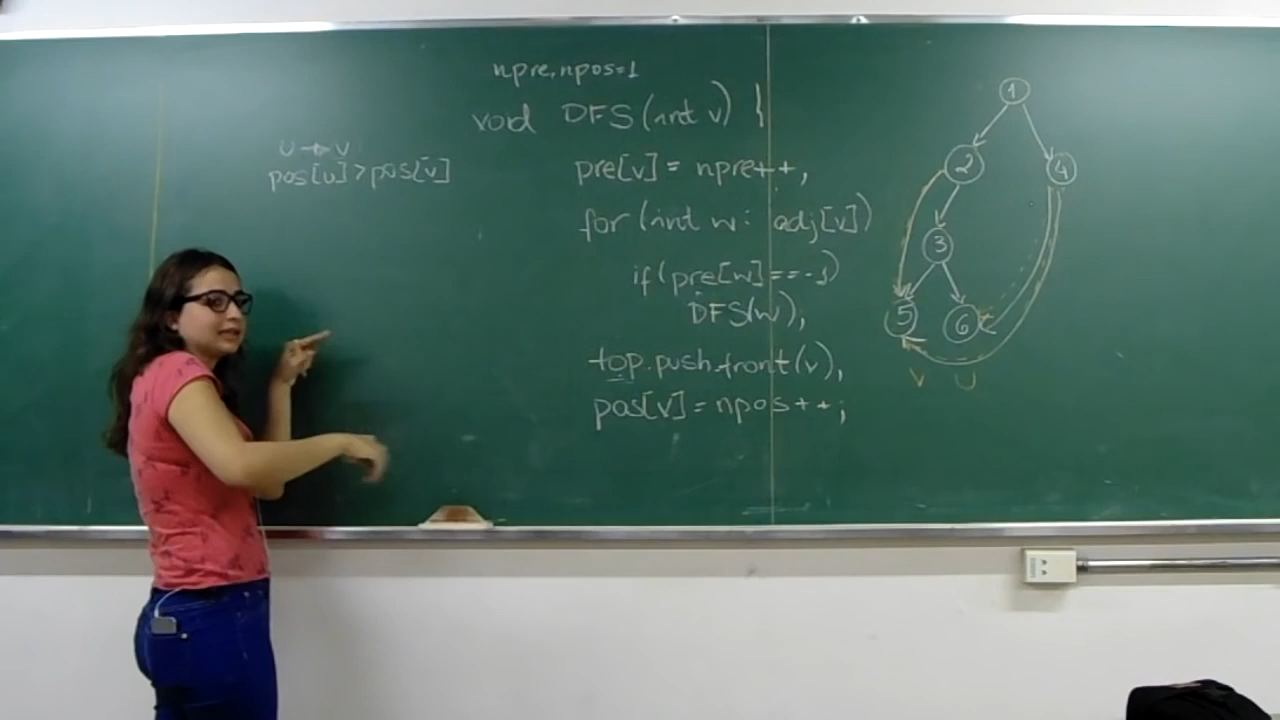 npre, npos=1
void DFS(int v) {
pre[v] = npre++;
for (int w: adj[v])
if(pre[w]==-1)
DFS(w);
top.push_front(v);
pos[v]=npos++;
U → V
pos[u]>pos[v]
1
2
4
3
5
6
V U